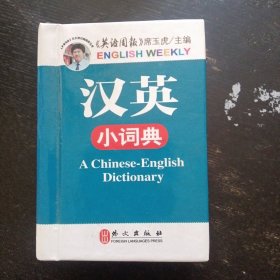 《英语周报》席玉虎/主编
ENGLISH WEEKLY
汉英
小词典
A Chinese-English
Dictionary
外文出版社
FOREIGN LANGUAGES PRESS